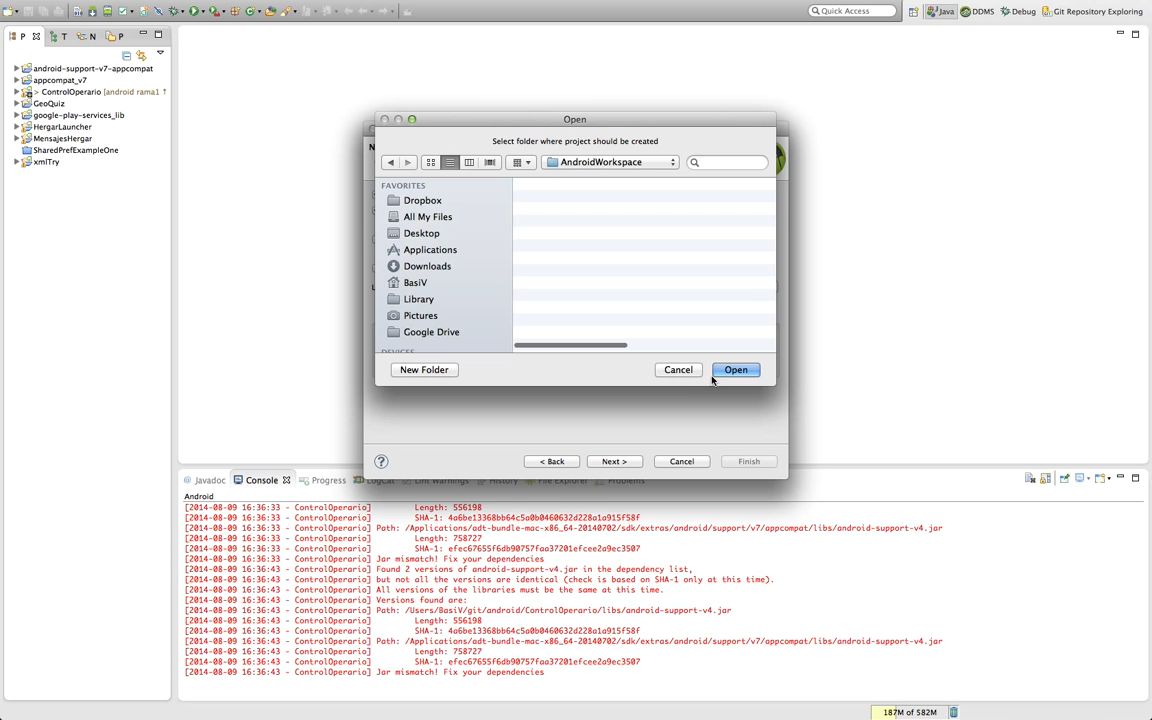 Quick Access
Java
DDMS
Debug
Git Repository Exploring
P
T
N
P
android-support-v7-appcompat
appcompat_v7
> ControlOperario [android rama1 ↑
GeoQuiz
google-play-services_lib
HergarLauncher
MensajesHergar
SharedPrefExampleOne
xmlTry
Open
Select folder where project should be created
AndroidWorkspace
FAVORITES
Dropbox
All My Files
Desktop
Applications
Downloads
BasiV
Library
Pictures
Google Drive
DEVICES
New Folder
Cancel
Open
?
< Back
Next >
Cancel
Finish
@ Javadoc
Console
Progress
LogCat
Lint Warnings
History
File Explorer
Problems
Android
[2014-08-09 16:36:33 - ControlOperario] Length: 556198
[2014-08-09 16:36:33 - ControlOperario] SHA-1: 4a6be13368bb64c5a0b0460632d228a1a915f58f
[2014-08-09 16:36:33 - ControlOperario] Path: /Applications/adt-bundle-mac-x86_64-20140702/sdk/extras/android/support/v7/appcompat/libs/android-support-v4.jar
[2014-08-09 16:36:33 - ControlOperario] Length: 758727
[2014-08-09 16:36:33 - ControlOperario] SHA-1: efec67655f6db90757faa37201efcee2a9ec3507
[2014-08-09 16:36:33 - ControlOperario] Jar mismatch! Fix your dependencies
[2014-08-09 16:36:43 - ControlOperario] Found 2 versions of android-support-v4.jar in the dependency list,
[2014-08-09 16:36:43 - ControlOperario] but not all the versions are identical (check is based on SHA-1 only at this time).
[2014-08-09 16:36:43 - ControlOperario] All versions of the libraries must be the same at this time.
[2014-08-09 16:36:43 - ControlOperario] Versions found are:
[2014-08-09 16:36:43 - ControlOperario] Path: /Users/BasiV/git/android/ControlOperario/libs/android-support-v4.jar
[2014-08-09 16:36:43 - ControlOperario] Length: 556198
[2014-08-09 16:36:43 - ControlOperario] SHA-1: 4a6be13368bb64c5a0b0460632d228a1a915f58f
[2014-08-09 16:36:43 - ControlOperario] Path: /Applications/adt-bundle-mac-x86_64-20140702/sdk/extras/android/support/v7/appcompat/libs/android-support-v4.jar
[2014-08-09 16:36:43 - ControlOperario] Length: 758727
[2014-08-09 16:36:43 - ControlOperario] SHA-1: efec67655f6db90757faa37201efcee2a9ec3507
[2014-08-09 16:36:43 - ControlOperario] Jar mismatch! Fix your dependencies
187M of 582M